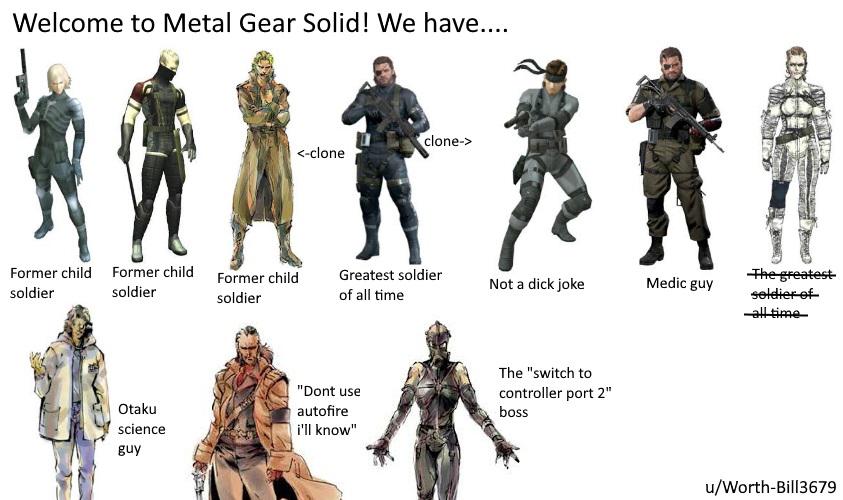 Welcome to Metal Gear Solid! We have....
<-clone
clone->
Former child
soldier
Former child
soldier
Former child
soldier
Greatest soldier
of all time
Not a dick joke
Medic guy
The greatest
soldier of
all time
Otaku
science
guy
"Dont use
autofire
i'll know"
The "switch to
controller port 2"
boss
u/Worth-Bill3679